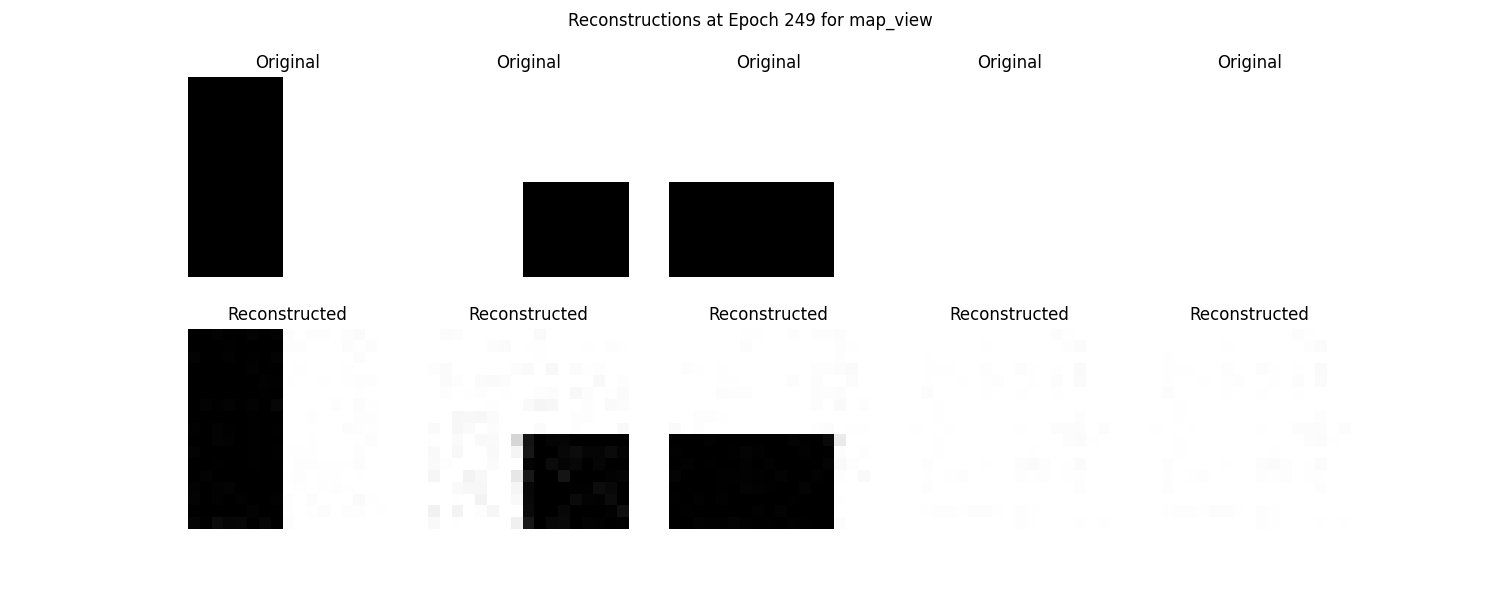 Reconstructions at Epoch 249 for map_view
Original Original Original Original Original
Reconstructed Reconstructed Reconstructed Reconstructed Reconstructed